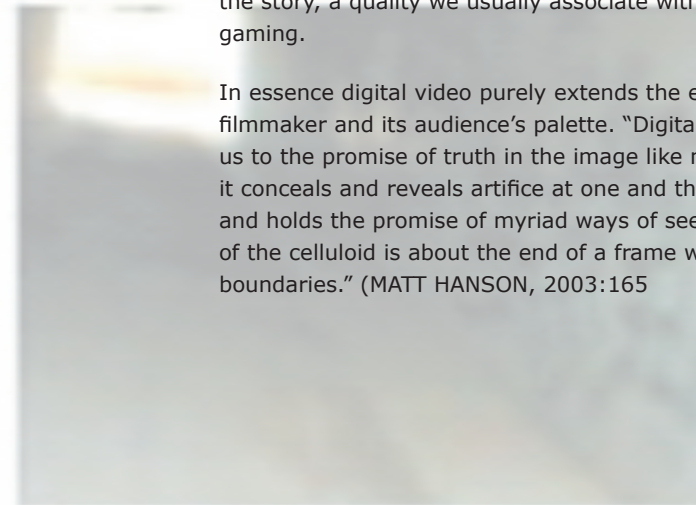 the story, a quality we usually associate with
gaming.
In essence digital video purely extends the
filmmaker and its audience’s palette. “Digita
us to the promise of truth in the image like
it conceals and reveals artifice at one and th
and holds the promise of myriad ways of see
of the celluloid is about the end of a frame w
boundaries.” (MATT HANSON, 2003:165